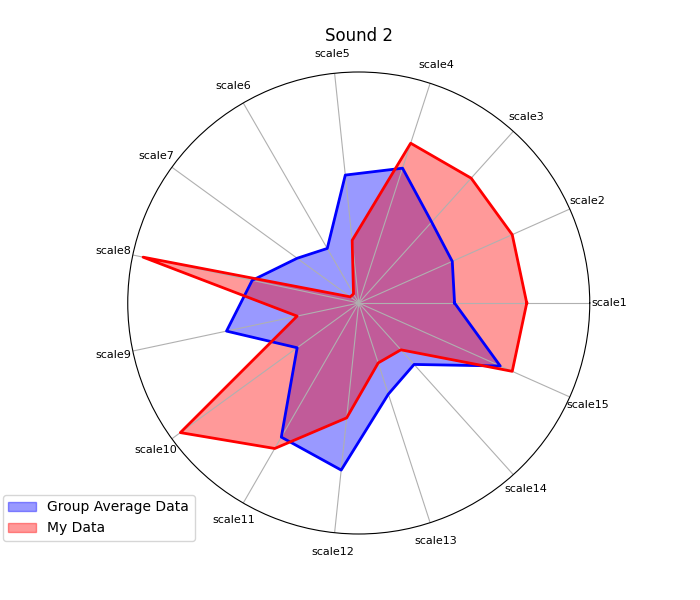 Sound 2
scale5
scale4
scale6
scale3
scale7
scale2
scale8
scale1
scale9
scale15
scale10
scale14
Group Average Data
scale11
My Data
scale13
scale12